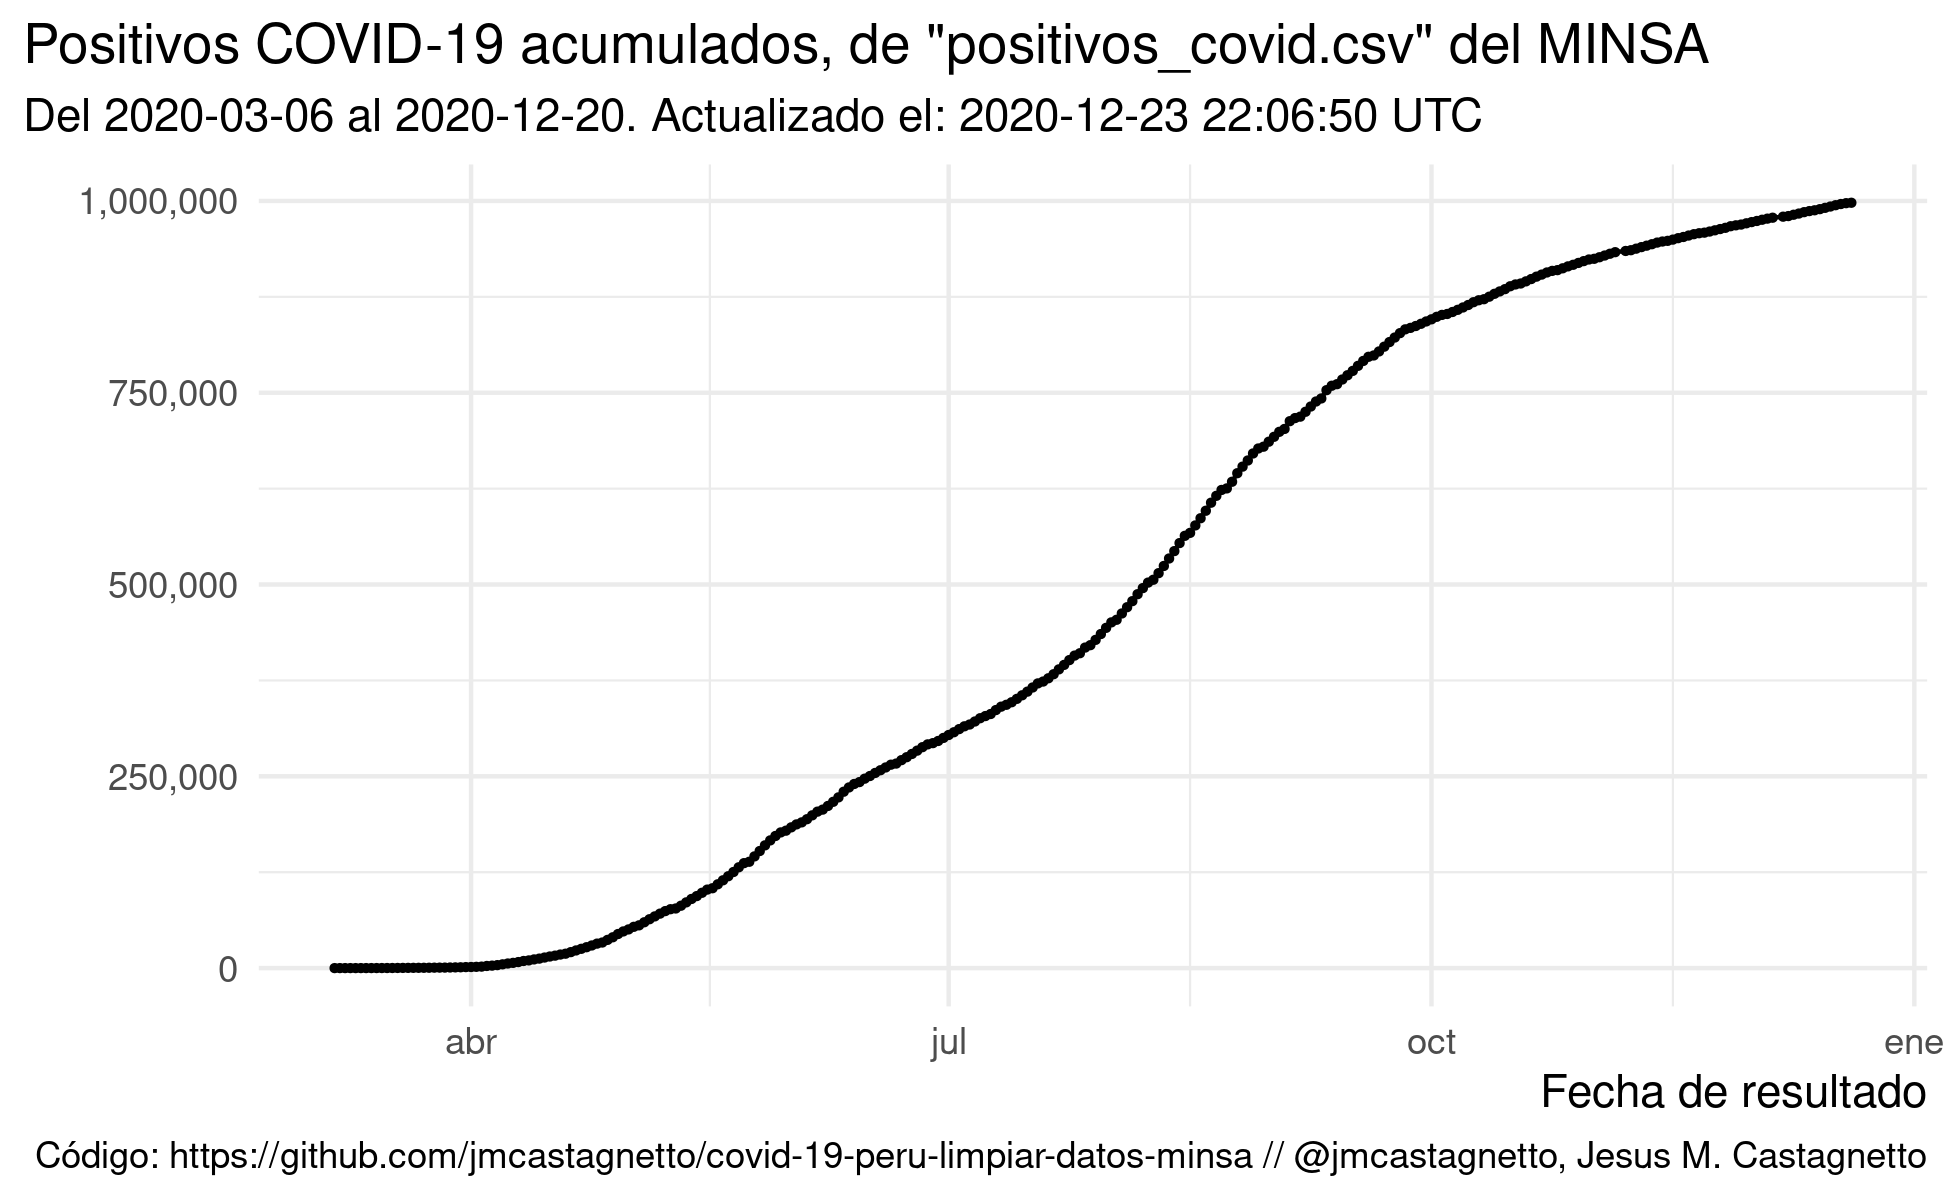 Positivos COVID-19 acumulados, de "positivos_covid.csv" del MINSA
Del 2020-03-06 al 2020-12-20. Actualizado el: 2020-12-23 22:06:50 UTC
1,000,000
750,000
500,000
250,000
0
abr jul oct ene
Fecha de resultado
Código: https://github.com/jmcastagnetto/covid-19-peru-limpiar-datos-minsa // @jmcastagnetto, Jesus M. Castagnetto